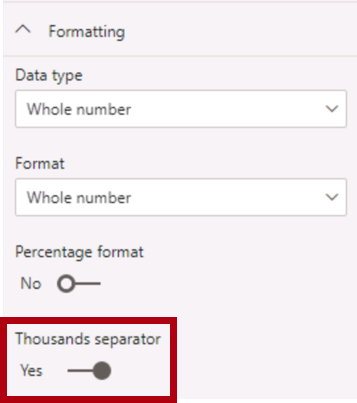 Formatting
Data type
Whole number
Format
Whole number
Percentage format
No
Thousands separator
Yes